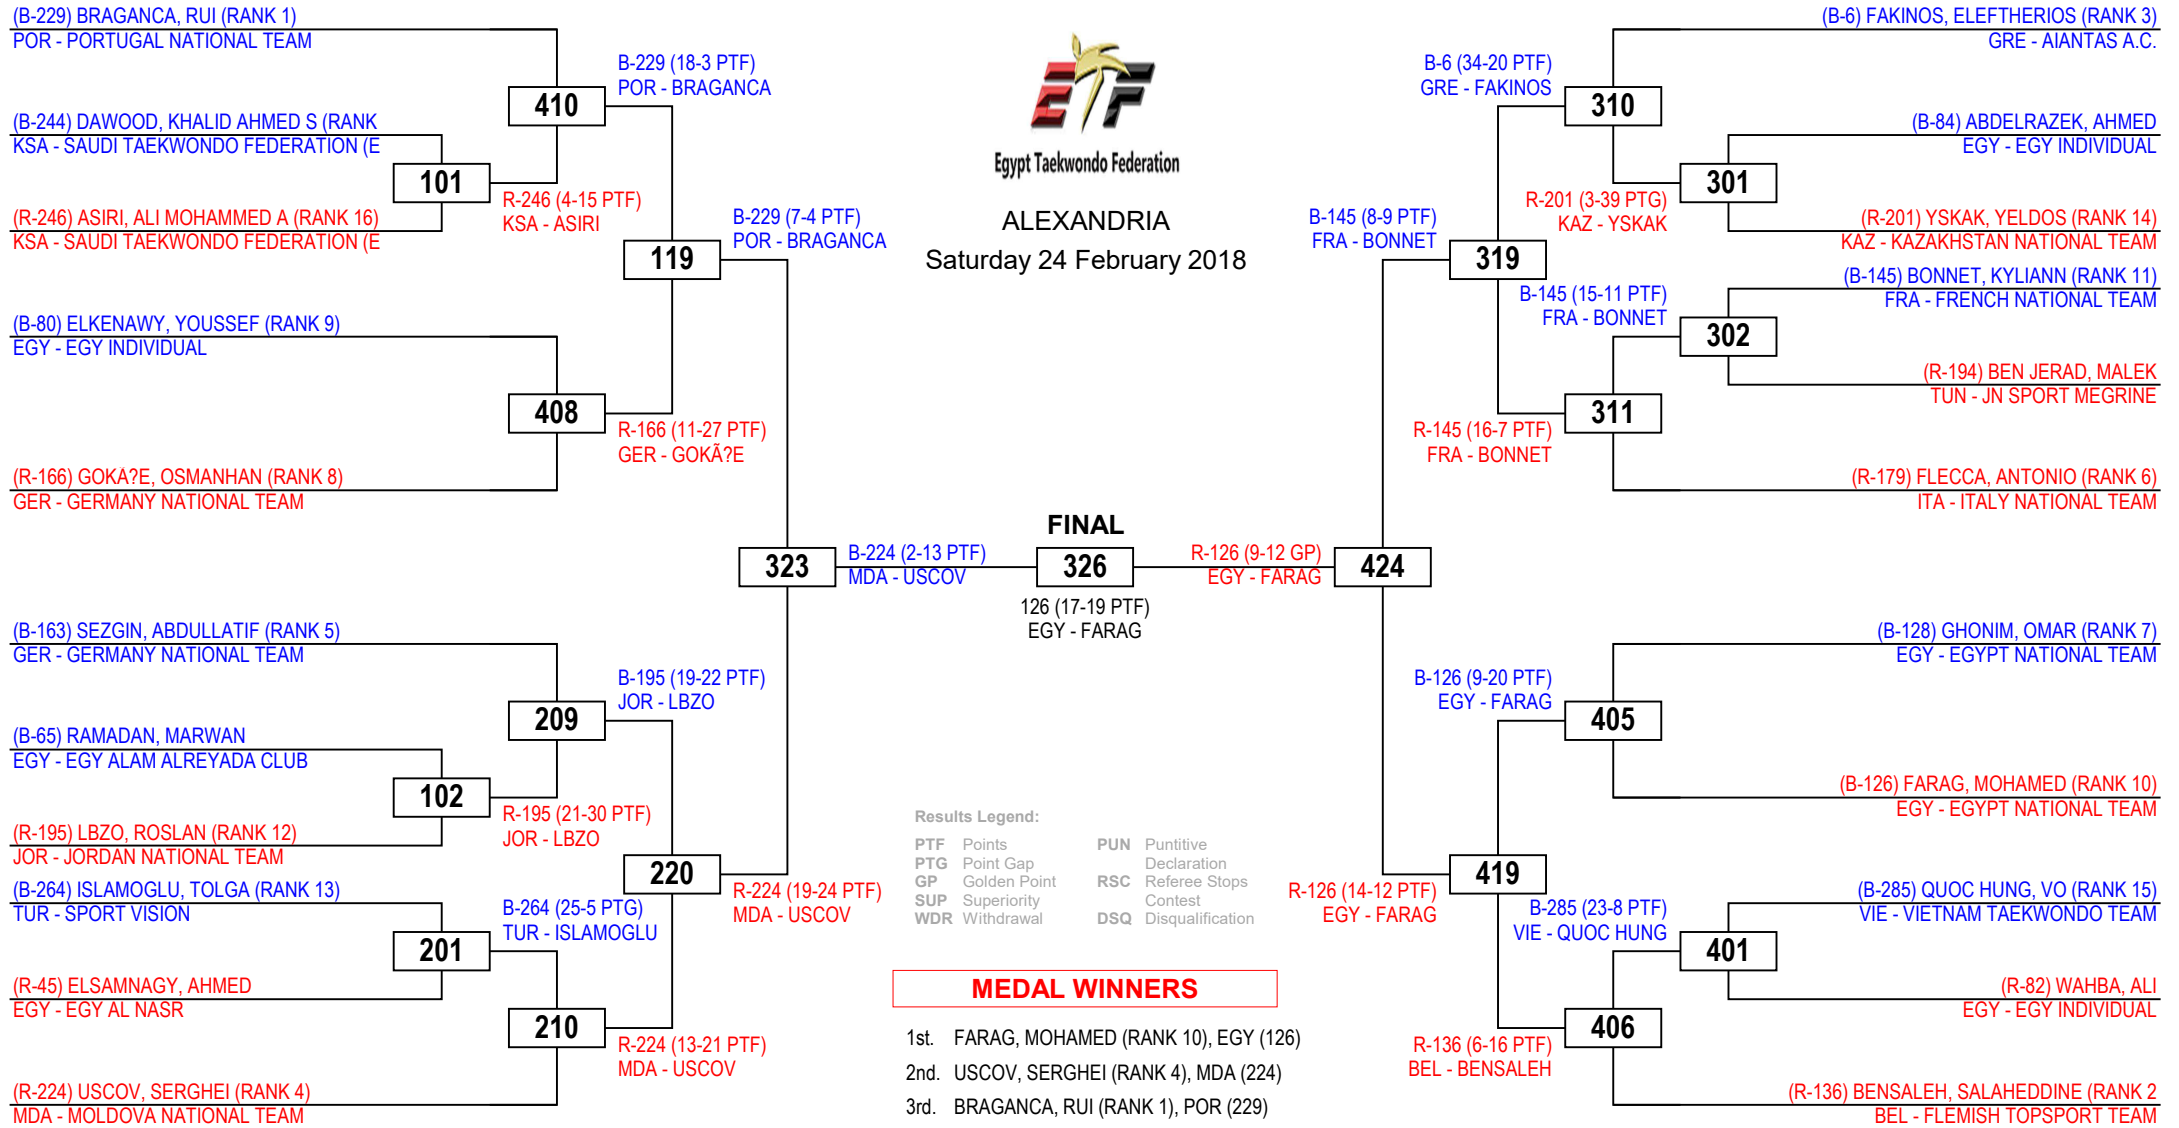 (B-229) BRAGANCA, RUI (RANK 1)
POR - PORTUGAL NATIONAL TEAM
(B-244) DAWOOD, KHALID AHMED S (RANK
KSA - SAUDI TAEKWONDO FEDERATION (E
(R-246) ASIRI, ALI MOHAMMED A (RANK 16)
KSA - SAUDI TAEKWONDO FEDERATION (E
(B-80) ELKENAWY, YOUSSEF (RANK 9)
EGY - EGY INDIVIDUAL
(R-166) GOKÃ?E, OSMANHAN (RANK 8)
GER - GERMANY NATIONAL TEAM
(B-163) SEZGIN, ABDULLATIF (RANK 5)
GER - GERMANY NATIONAL TEAM
(B-65) RAMADAN, MARWAN
EGY - EGY ALAM ALREYADA CLUB
(R-195) LBZO, ROSLAN (RANK 12)
JOR - JORDAN NATIONAL TEAM
(B-264) ISLAMOGLU, TOLGA (RANK 13)
TUR - SPORT VISION
(R-45) ELSAMNAGY, AHMED
EGY - EGY AL NASR
(R-224) USCOV, SERGHEI (RANK 4)
MDA - MOLDOVA NATIONAL TEAM
101
R-246 (4-15 PTF)
KSA - ASIRI
102
R-195 (21-30 PTF)
JOR - LBZO
201
B-264 (25-5 PTG)
TUR - ISLAMOGLU
410
B-229 (18-3 PTF)
POR - BRAGANCA
408
R-166 (11-27 PTF)
GER - GOKÃ?E
209
B-195 (19-22 PTF)
JOR - LBZO
210
R-224 (13-21 PTF)
MDA - USCOV
119
B-229 (7-4 PTF)
POR - BRAGANCA
220
R-224 (19-24 PTF)
MDA - USCOV
323
B-224 (2-13 PTF)
MDA - USCOV
ETF
Egypt Taekwondo Federation
ALEXANDRIA
Saturday 24 February 2018
FINAL
326
126 (17-19 PTF)
EGY - FARAG
Results Legend:
PTF Points
PTG Point Gap
GP Golden Point
SUP Superiority
WDR Withdrawal
PUN Puntitive
Declaration
RSC Referee Stops
Contest
DSQ Disqualification
MEDAL WINNERS
1st. FARAG, MOHAMED (RANK 10), EGY (126)
2nd. USCOV, SERGHEI (RANK 4), MDA (224)
3rd. BRAGANCA, RUI (RANK 1), POR (229)
R-126 (9-12 GP)
EGY - FARAG
424
B-145 (8-9 PTF)
FRA - BONNET
319
R-126 (14-12 PTF)
EGY - FARAG
419
B-6 (34-20 PTF)
GRE - FAKINOS
310
R-145 (16-7 PTF)
FRA - BONNET
311
B-126 (9-20 PTF)
EGY - FARAG
405
R-136 (6-16 PTF)
BEL - BENSALEH
406
R-201 (3-39 PTG)
KAZ - YSKAK
301
B-145 (15-11 PTF)
FRA - BONNET
302
B-285 (23-8 PTF)
VIE - QUOC HUNG
401
(B-6) FAKINOS, ELEFTHERIOS (RANK 3)
GRE - AIANTAS A.C.
(B-84) ABDELRAZEK, AHMED
EGY - EGY INDIVIDUAL
(R-201) YSKAK, YELDOS (RANK 14)
KAZ - KAZAKHSTAN NATIONAL TEAM
(B-145) BONNET, KYLIANN (RANK 11)
FRA - FRENCH NATIONAL TEAM
(R-194) BEN JERAD, MALEK
TUN - JN SPORT MEGRINE
(R-179) FLECCA, ANTONIO (RANK 6)
ITA - ITALY NATIONAL TEAM
(B-128) GHONIM, OMAR (RANK 7)
EGY - EGYPT NATIONAL TEAM
(B-126) FARAG, MOHAMED (RANK 10)
EGY - EGYPT NATIONAL TEAM
(B-285) QUOC HUNG, VO (RANK 15)
VIE - VIETNAM TAEKWONDO TEAM
(R-82) WAHBA, ALI
EGY - EGY INDIVIDUAL
(R-136) BENSALEH, SALAHEDDINE (RANK 2
BEL - FLEMISH TOPSPORT TEAM